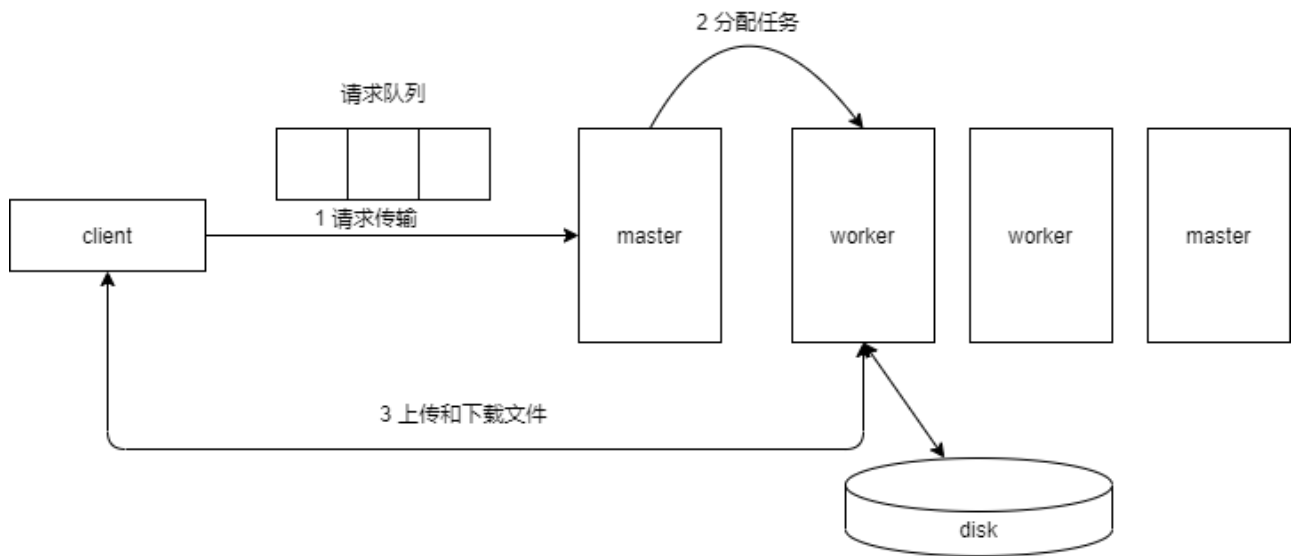 2 分配任务
请求队列
1 请求传输
client
master
worker
worker
master
3 上传和下载文件
disk